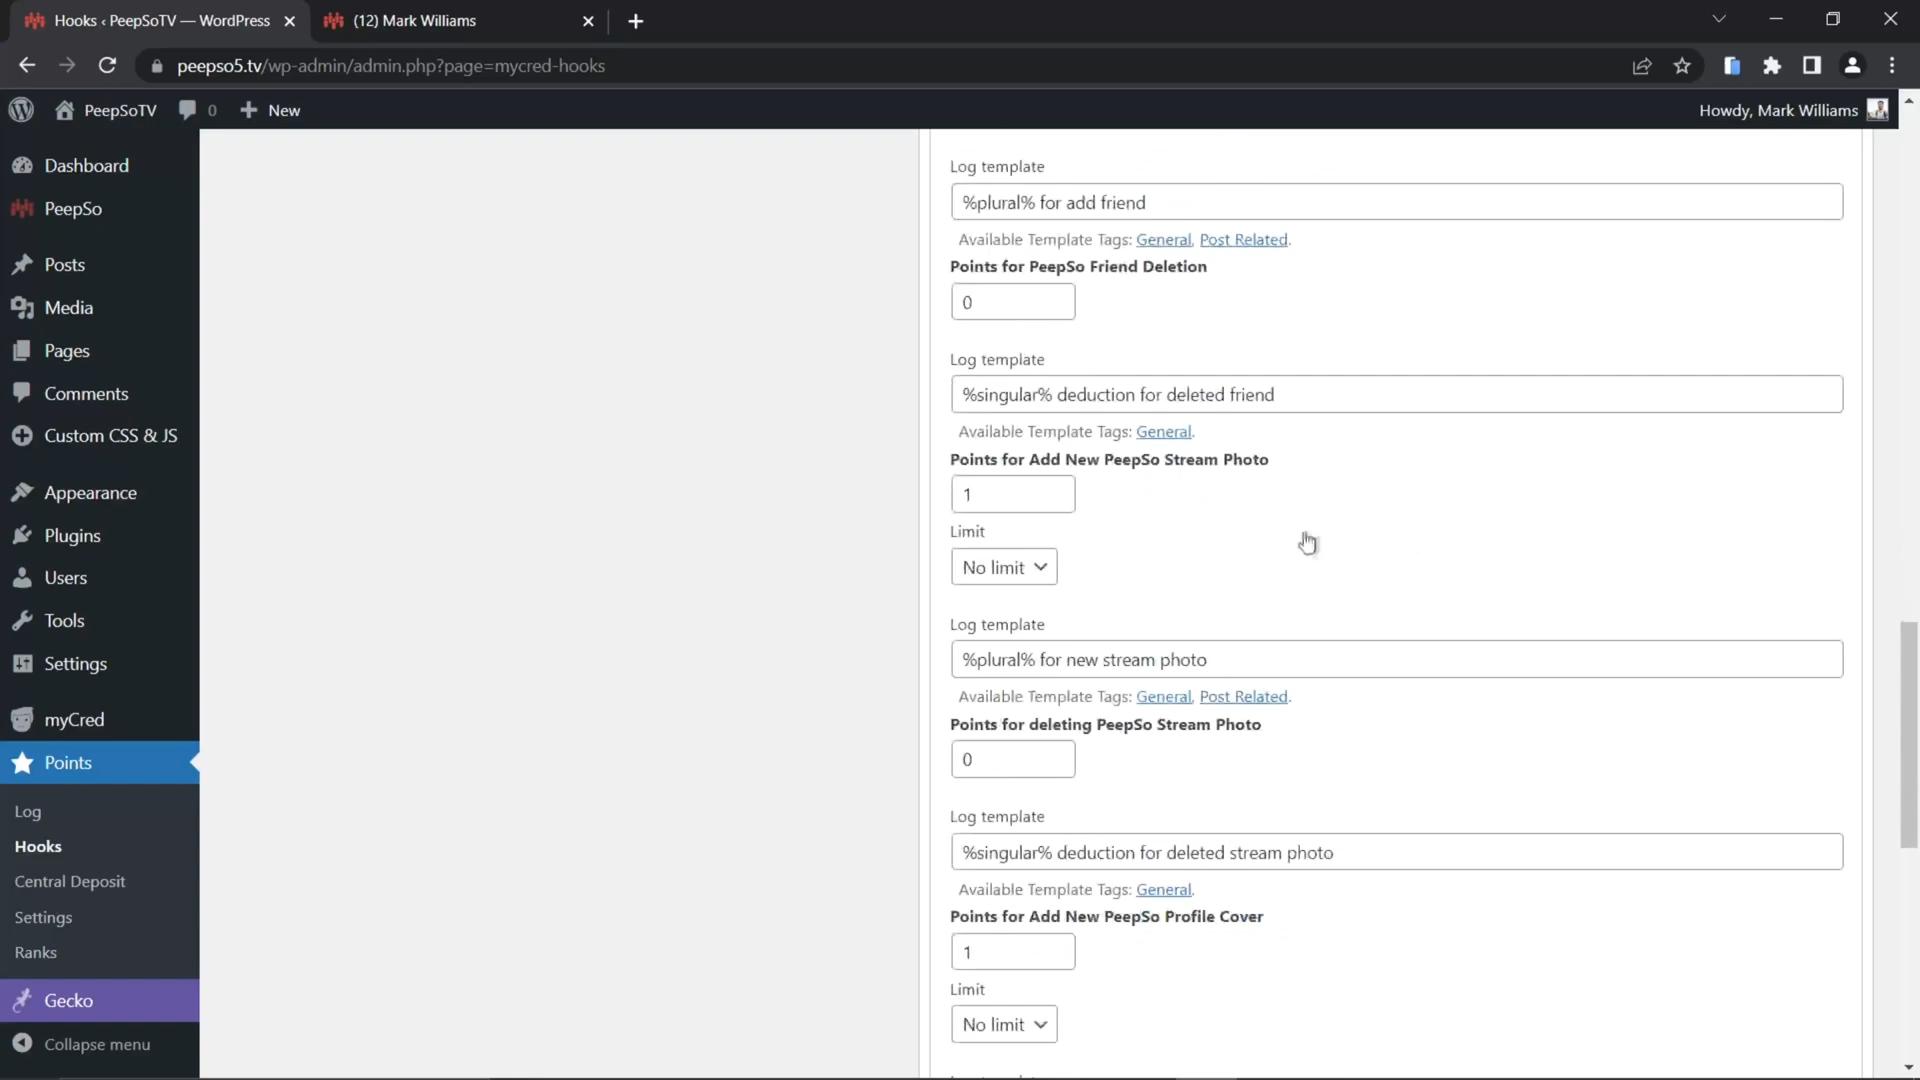 Hooks ‹ PeepSoTV — WordPress
(12) Mark Williams
peepso5.tv/wp-admin/admin.php?page=mycred-hooks
PeepSoTV
0
New
Howdy, Mark Williams
Dashboard
PeepSo
Posts
Media
Pages
Comments
Custom CSS & JS
Appearance
Plugins
Users
Tools
Settings
myCred
Points
Log
Hooks
Central Deposit
Settings
Ranks
Gecko
Collapse menu
Log template
%plural% for add friend
Available Template Tags: General, Post Related.
Points for PeepSo Friend Deletion
0
Log template
%singular% deduction for deleted friend
Available Template Tags: General.
Points for Add New PeepSo Stream Photo
1
Limit
No limit
Log template
%plural% for new stream photo
Available Template Tags: General, Post Related.
Points for deleting PeepSo Stream Photo
0
Log template
%singular% deduction for deleted stream photo
Available Template Tags: General.
Points for Add New PeepSo Profile Cover
1
Limit
No limit